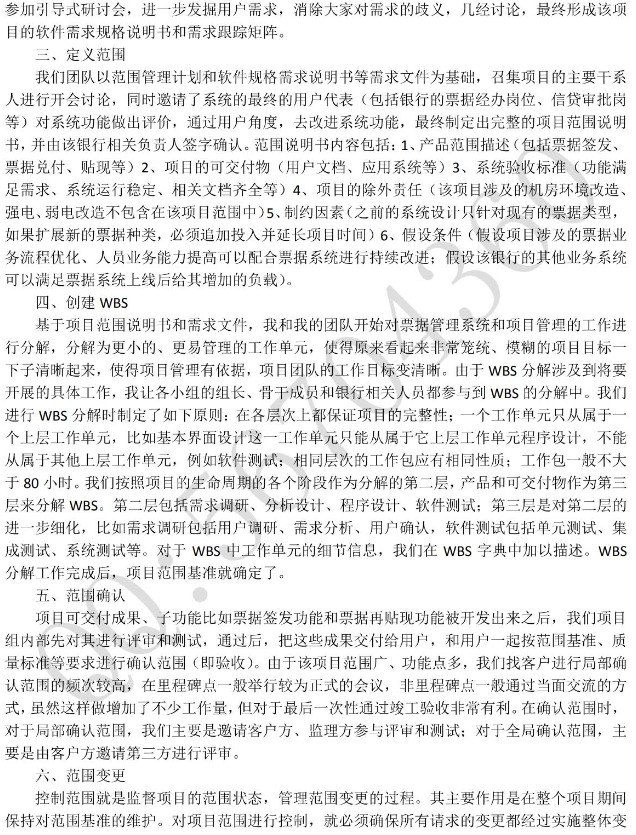 参加引导式研讨会，进一步发掘用户需求，消除大家对需求的歧义，几经讨论，最终形成该项
目的软件需求规格说明书和需求跟踪矩阵。
三、定义范围
我们团队以范围管理计划和软件规格需求说明书等需求文件为基础，召集项目的主要干系
人进行开会讨论，同时邀请了系统的最终的用户代表（包括银行的票据经办岗位、信贷审批岗
等）对系统功能做出评价，通过用户角度，去改进系统功能，最终制定出完整的项目范围说明
书，并由该银行相关负责人签字确认。范围说明书内容包括：1、产品范围描述（包括票据签发、
票据兑付、贴现等）2、项目的可交付物（用户文档、应用系统等）3、系统验收标准（功能满
足需求、系统运行稳定、相关文档齐全等）4、项目的除外责任（该项目涉及的机房环境改造、
强电、弱电改造不包含在该项目范围中）5、制约因素（之前的系统设计只针对现有的票据类型，
如果扩展新的票据种类，必须追加投入并延长项目时间）6、假设条件（假设项目涉及的票据业
务流程优化、人员业务能力提高可以配合票据系统进行持续改进；假设该银行的其他业务系统
可以满足票据系统上线后给其增加的负载）。
四、创建 WBS
基于项目范围说明书和需求文件，我和我的团队开始对票据管理系统和项目管理的工作进
行分解，分解为更小的、更易管理的工作单元，使得原来看起来非常笼统、模糊的项目目标一
下子清晰起来，使得项目管理有依据，项目团队的工作目标变清晰。由于 WBS 分解涉及到将要
开展的具体工作，我让各小组的组长、骨干成员和银行相关人员都参与到 WBS 的分解中。我们
进行 WBS 分解时制定了如下原则：在各层次上都保证项目的完整性；一个工作单元只从属于一
个上层工作单元，比如基本界面设计这一工作单元只能从属于它上层工作单元程序设计，不能
从属于其他上层工作单元，例如软件测试；相同层次的工作包应有相同性质；工作包一般不大
于 80 小时。我们按照项目的生命周期的各个阶段作为分解的第二层，产品和可交付物作为第三
层来分解 WBS。第二层包括需求调研、分析设计、程序设计、软件测试；第三层是对第二层的
进一步细化，比如需求调研包括用户调研、需求分析、用户确认，软件测试包括单元测试、集
成测试、系统测试等。对于 WBS 中工作单元的细节信息，我们在 WBS 字典中加以描述。WBS
分解工作完成后，项目范围基准就确定了。
五、范围确认
项目可交付成果、子功能比如票据签发功能和票据再贴现功能被开发出来之后，我们项目
组内部先对其进行评审和测试，通过后，把这些成果交付给用户，和用户一起按范围基准、质
量标准等要求进行确认范围（即验收）。由于该项目范围广、功能点多，我们找客户进行局部确
认范围的频次较高，在里程碑点一般举行较为正式的会议，非里程碑点一般通过当面交流的方
式，虽然这样做增加了不少工作量，但对于最后一次性通过竣工验收非常有利。在确认范围时，
对于局部确认范围，我们主要是邀请客户方、监理方参与评审和测试；对于全局确认范围，主
要是由客户方邀请第三方进行评审。
六、范围变更
控制范围就是监督项目的范围状态，管理范围变更的过程。其主要作用是在整个项目期间
保持对范围基准的维护。对项目范围进行控制，就必须确保所有请求的变更都经过实施整体变